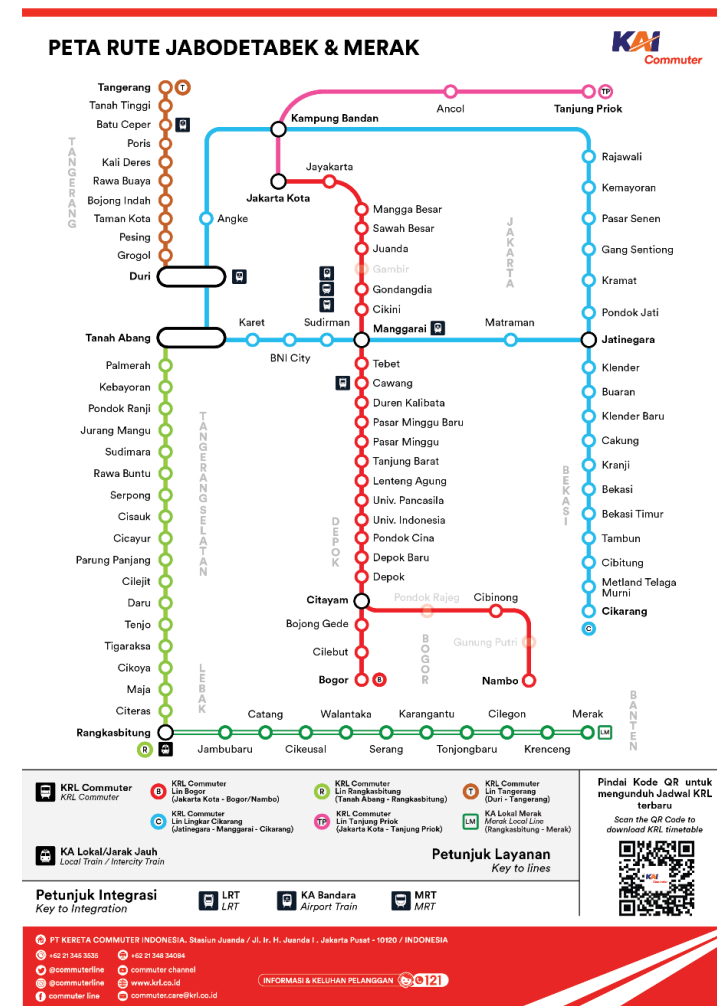 PETA RUTE JABODETABEK & MERAK
KAI
Commuter
Tangerang
T
Tanah Tinggi
Batu Ceper
Poris
Kali Deres
Rawa Buaya
Bojong Indah
Taman Kota
Pesing
Grogol
Duri
TANGERANG
Kampung Bandan
Ancol
Tanjung Priok
TP
Angke
Jayakarta
Jakarta Kota
Mangga Besar
Sawah Besar
Juanda
Gambir
Gondangdia
Cikini
Manggarai
JAKARTA
Rajawali
Kemayoran
Pasar Senen
Gang Sentiong
Kramat
Pondok Jati
Jatinegara
Tanah Abang
Karet
BNI City
Sudirman
Matraman
Palmerah
Kebayoran
Pondok Ranji
Jurang Mangu
Sudimara
Rawa Buntu
Serpong
Cisauk
Cicayur
Parung Panjang
Cilejit
Daru
Tenjo
Tigaraksa
Cikoya
Maja
Citeras
Rangkasbitung
R
TANGERANG SELATAN
LEBAK
Tebet
Cawang
Duren Kalibata
Pasar Minggu Baru
Pasar Minggu
Tanjung Barat
Lenteng Agung
Univ. Pancasila
Univ. Indonesia
Pondok Cina
Depok Baru
Depok
Citayam
Bojong Gede
Cilebut
Bogor
B
DEPOK
Pondok Rajeg
Cibinong
Gunung Putri
Nambo
BOGOR
Klender
Buaran
Klender Baru
Cakung
Kranji
Bekasi
Bekasi Timur
Tambun
Cibitung
Metland Telaga
Murni
Cikarang
C
BEKASI
BANTEN
Jambubaru
Catang
Cikeusal
Walantaka
Serang
Karangantu
Tonjongbaru
Cilegon
Krenceng
Merak
LM
KRL Commuter
KRL Commuter
B
KRL Commuter
Lin Bogor
(Jakarta Kota - Bogor/Nambo)
R
KRL Commuter
Lin Rangkasbitung
(Tanah Abang - Rangkasbitung)
T
KRL Commuter
Lin Tangerang
(Duri - Tangerang)
C
KRL Commuter
Lin Lingkar Cikarang
(Jatinegara - Manggarai - Cikarang)
TP
KRL Commuter
Lin Tanjung Priok
(Jakarta Kota - Tanjung Priok)
LM
KA Lokal Merak
Merak Local Line
(Rangkasbitung - Merak)
KA Lokal/Jarak Jauh
Local Train / Intercity Train
Petunjuk Layanan
Key to lines
Petunjuk Integrasi
Key to Integration
LRT
LRT
KA Bandara
Airport Train
MRT
MRT
Pindai Kode QR untuk
mengunduh Jadwal KRL
terbaru
Scan the QR Code to
download KRL timetable
KAI
PT KERETA COMMUTER INDONESIA. Stasiun Juanda / Jl. Ir. H. Juanda I . Jakarta Pusat - 10120 / INDONESIA
+62 21 345 3535
+62 21 348 34084
@commuterline
commuter channel
@commuterline
www.krl.co.id
commuter line
commuter.care@krl.co.id
INFORMASI & KELUHAN PELANGGAN
121